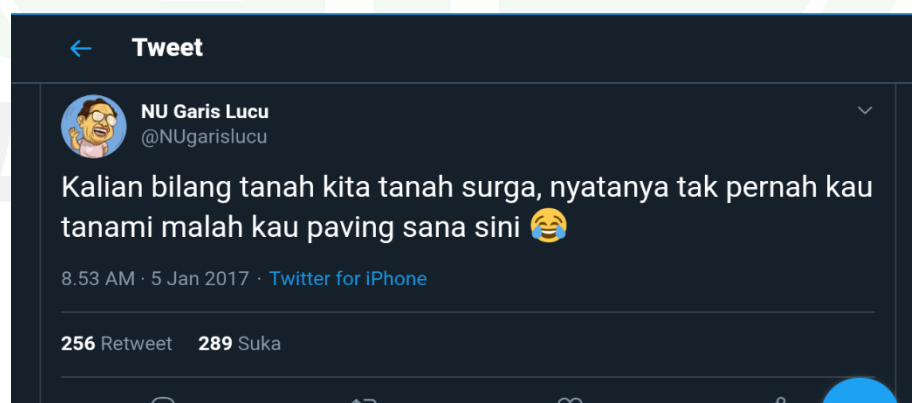 Tweet
NU Garis Lucu
@NUgarislucu
Kalian bilang tanah kita tanah surga, nyatanya tak pernah kau
tanami malah kau paving sana sini 😂
8.53 AM · 5 Jan 2017 · Twitter for iPhone
256 Retweet 289 Suka